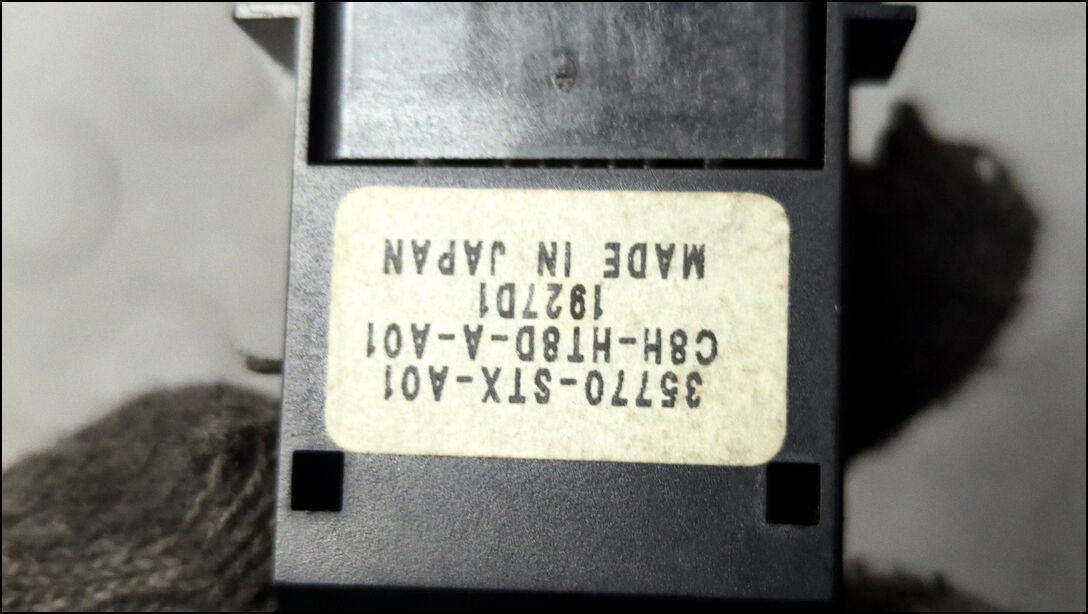 35770-STX-A01
C8H-HT8D-A-A01
1927D1
MADE IN JAPAN